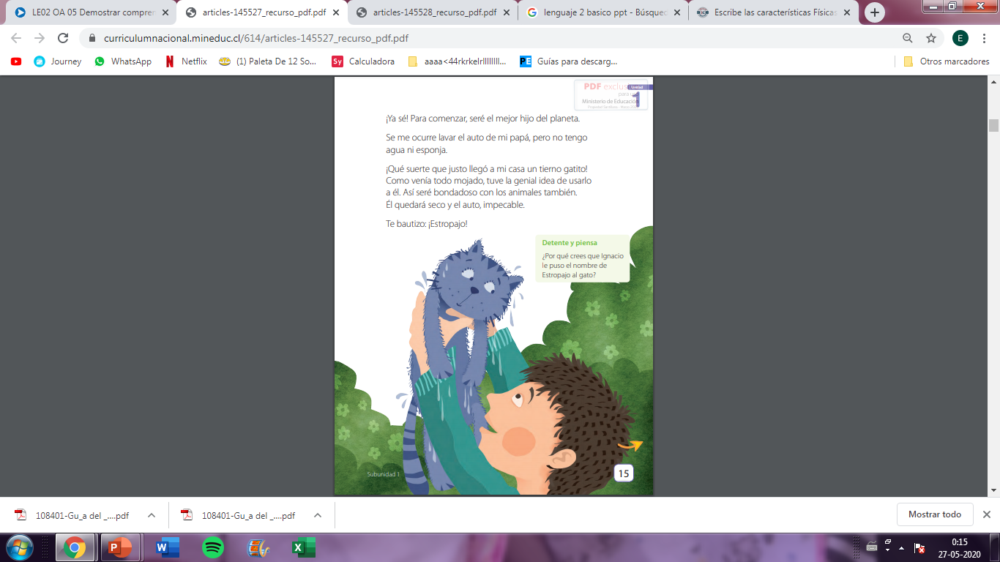 LE02 OA 05 Demostrar compren
articles-145527_recurso_pdf.pdf
articles-145528_recurso_pdf.pdf
lenguaje 2 basico ppt - Búsqued
Escribe las características Físicas
curriculumnacional.mineduc.cl/614/articles-145527_recurso_pdf.pdf
E
Journey
WhatsApp
Netflix
(1) Paleta De 12 So...
Sy
Calculadora
aaaa<44rkrkelrllllllll...
PE
Guías para descarg...
Otros marcadores
PDF exclus
para
Ministerio de Educación
Unidad
1
¡Ya sé! Para comenzar, seré el mejor hijo del planeta.
Se me ocurre lavar el auto de mi papá, pero no tengo
agua ni esponja.
¡Qué suerte que justo llegó a mi casa un tierno gatito!
Como venía todo mojado, tuve la genial idea de usarlo
a él. Así seré bondadoso con los animales también.
Él quedará seco y el auto, impecable.
Te bautizo: ¡Estropajo!
Detente y piensa
¿Por qué crees que Ignacio
le puso el nombre de
Estropajo al gato?
Subunidad 1
15
108401-Gu_a del _....pdf
108401-Gu_a del _....pdf
Mostrar todo
0:15
27-05-2020